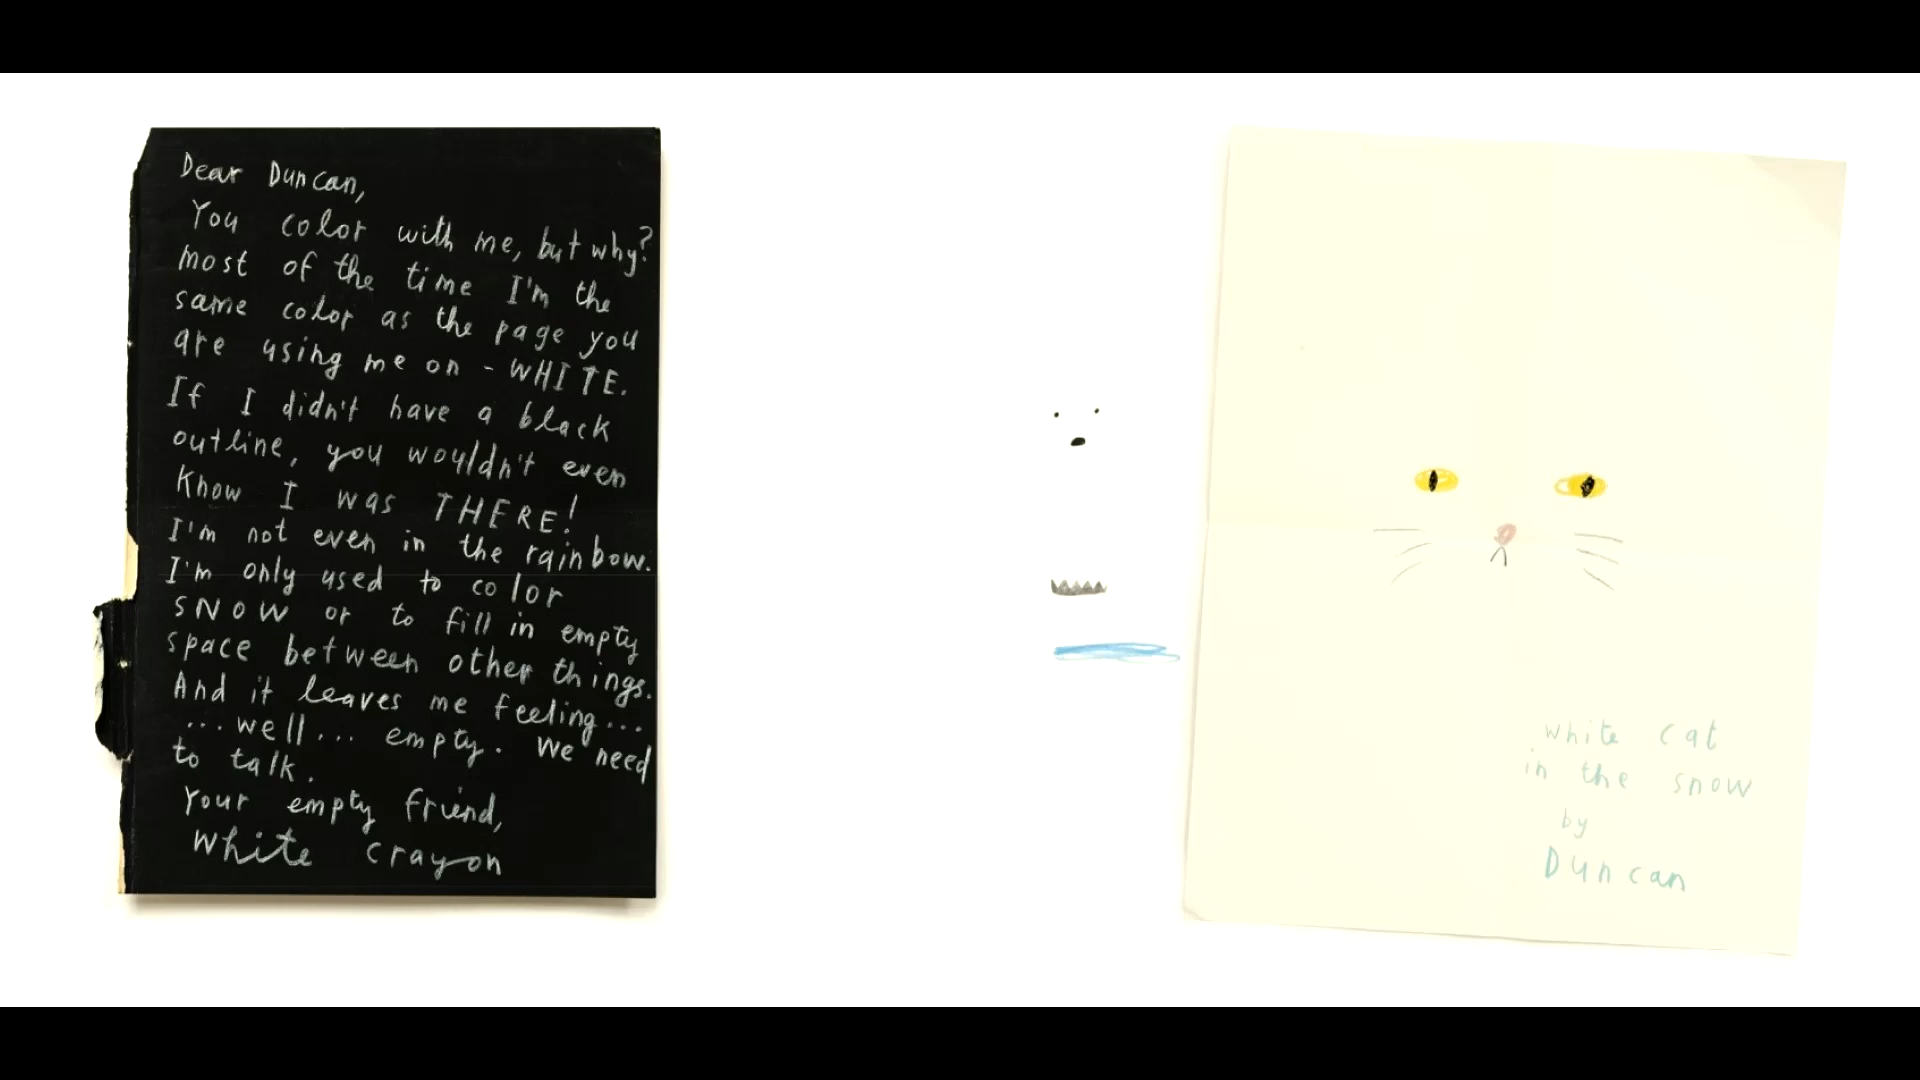 Dear Duncan,
You color with me, but why?
most of the time I'm the
same color as the page you
are using me on - WHITE.
If I didn't have a black
outline, you wouldn't even
know I was THERE!
I'm not even in the rainbow.
I'm only used to color
SNOW or to fill in empty
space between other things.
And it leaves me feeling...
...well... empty. We need
to talk.
Your empty friend,
White crayon
white cat
in the snow
by
Duncan